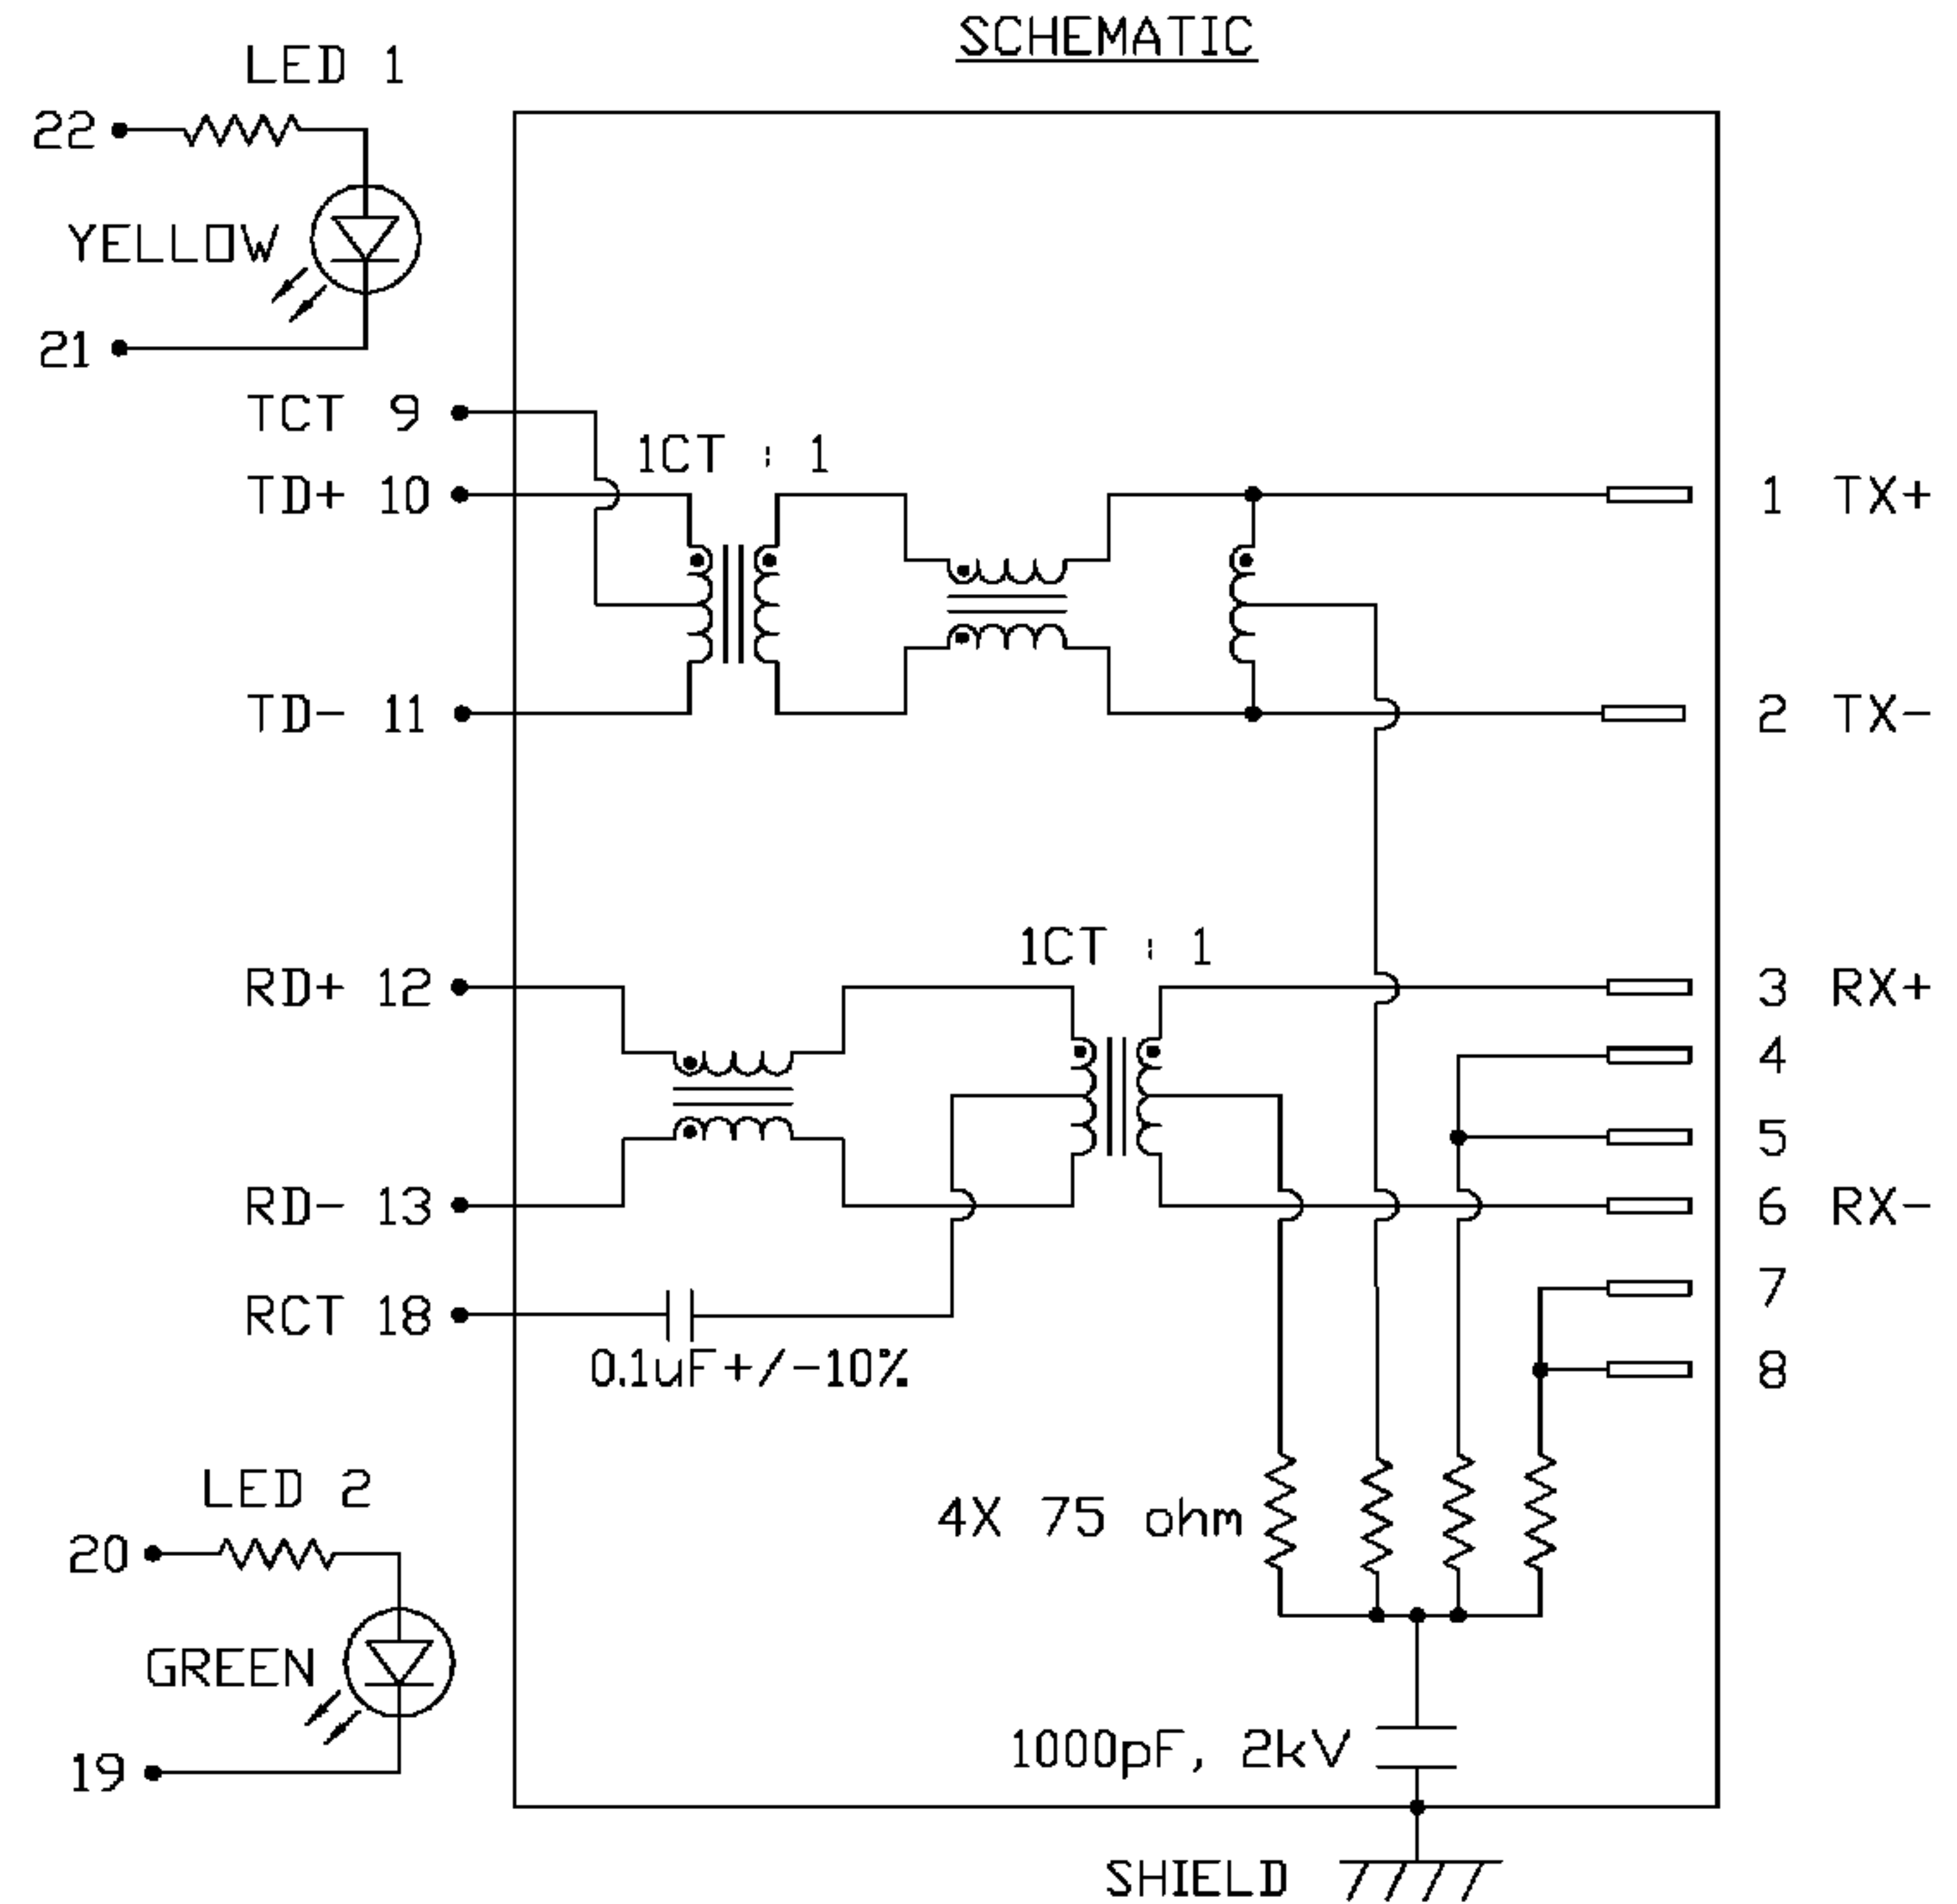 SCHEMATIC
LED 1
22
YELLOW
21
TCT 9
1CT : 1
TD+ 10
1 TX+
TD- 11
2 TX-
1CT : 1
RD+ 12
3 RX+
4
5
RD- 13
6 RX-
7
RCT 18
0.1uF+/-10%
8
LED 2
4X 75 ohm
20
GREEN
1000pF, 2kV
19
SHIELD